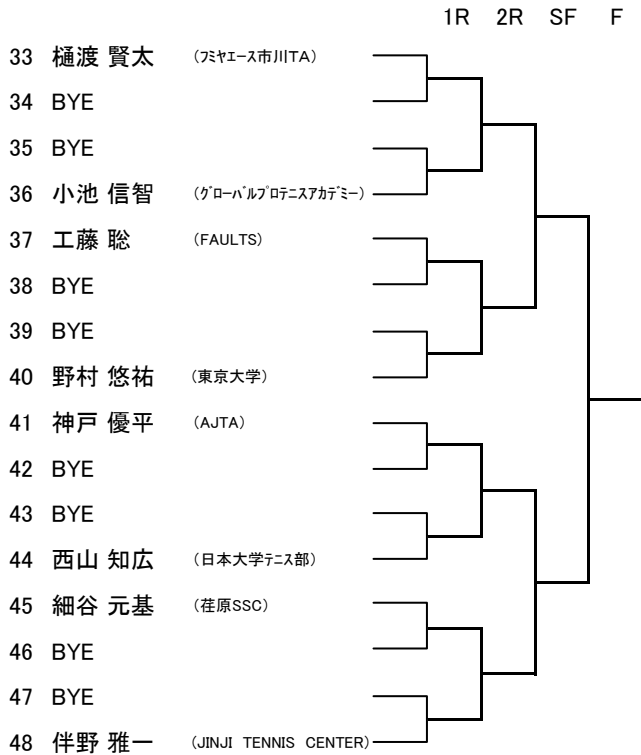 1R 2R SF F
33 樋渡 賢太 (ﾌﾐﾔｴｰｽ市川TA)
34 BYE
35 BYE
36 小池 信智 (ｸﾞﾛｰﾊﾞﾙﾌﾟﾛﾃﾆｽｱｶﾃﾞﾐｰ)
37 工藤 聡 (FAULTS)
38 BYE
39 BYE
40 野村 悠祐 (東京大学)
41 神戸 優平 (AJTA)
42 BYE
43 BYE
44 西山 知広 (日本大学ﾃﾆｽ部)
45 細谷 元基 (荏原SSC)
46 BYE
47 BYE
48 伴野 雅一 (JINJI TENNIS CENTER)